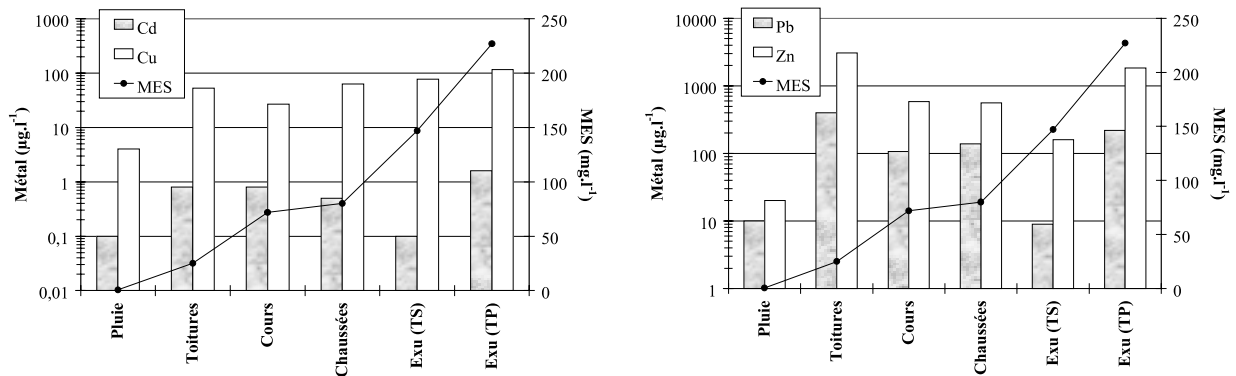 1000
100
10
1
0,1
0,01
Métal (µg.l-1)
Cd
Cu
MES
250
200
150
100
50
0
MES (mg.l-1)
Pluie
Toitures
Cours
Chaussées
Exu (TS)
Exu (TP)
10000
1000
100
10
1
Métal (µg.l-1)
Pb
Zn
MES
250
200
150
100
50
0
MES (mg.l-1)
Pluie
Toitures
Cours
Chaussées
Exu (TS)
Exu (TP)